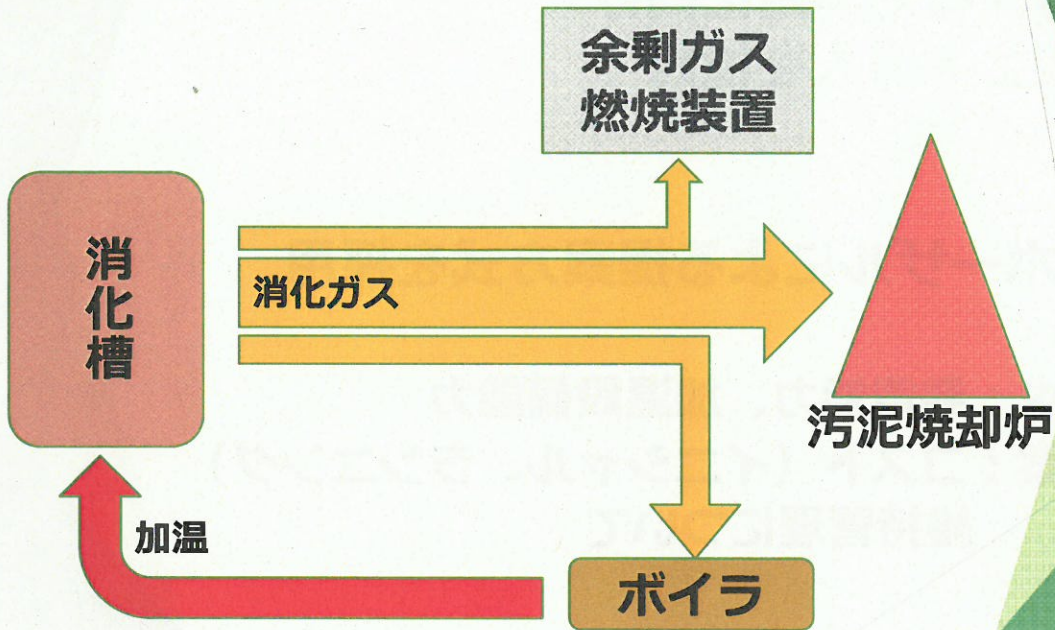 余剰ガス
燃焼装置
消化槽
消化ガス
汚泥焼却炉
加温
ボイラ